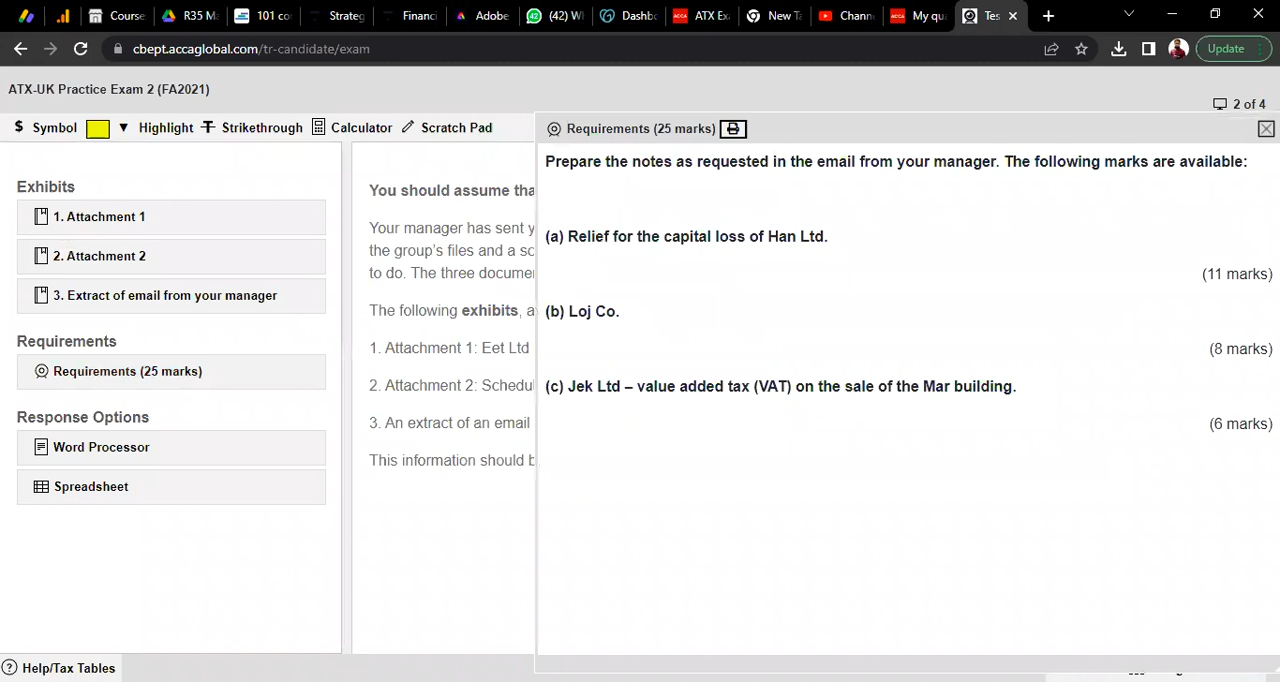 Course
R35 Ma
101 co
Strateg
Financi
Adobe
(42) W
Dashb
ATX Ex
New Ta
Chann
My qu
Tes
cbept.accaglobal.com/tr-candidate/exam
Update
ATX-UK Practice Exam 2 (FA2021)
2 of 4
$ Symbol
Highlight
Strikethrough
Calculator
Scratch Pad
Exhibits
1. Attachment 1
2. Attachment 2
3. Extract of email from your manager
Requirements
Requirements (25 marks)
Response Options
Word Processor
Spreadsheet
Help/Tax Tables
You should assume tha
Your manager has sent y
the group's files and a sc
to do. The three docume
The following exhibits, a
1. Attachment 1: Eet Ltd
2. Attachment 2: Schedul
3. An extract of an email
This information should b
Requirements (25 marks)
Prepare the notes as requested in the email from your manager. The following marks are available:
(a) Relief for the capital loss of Han Ltd.
(11 marks)
(b) Loj Co.
(8 marks)
(c) Jek Ltd – value added tax (VAT) on the sale of the Mar building.
(6 marks)